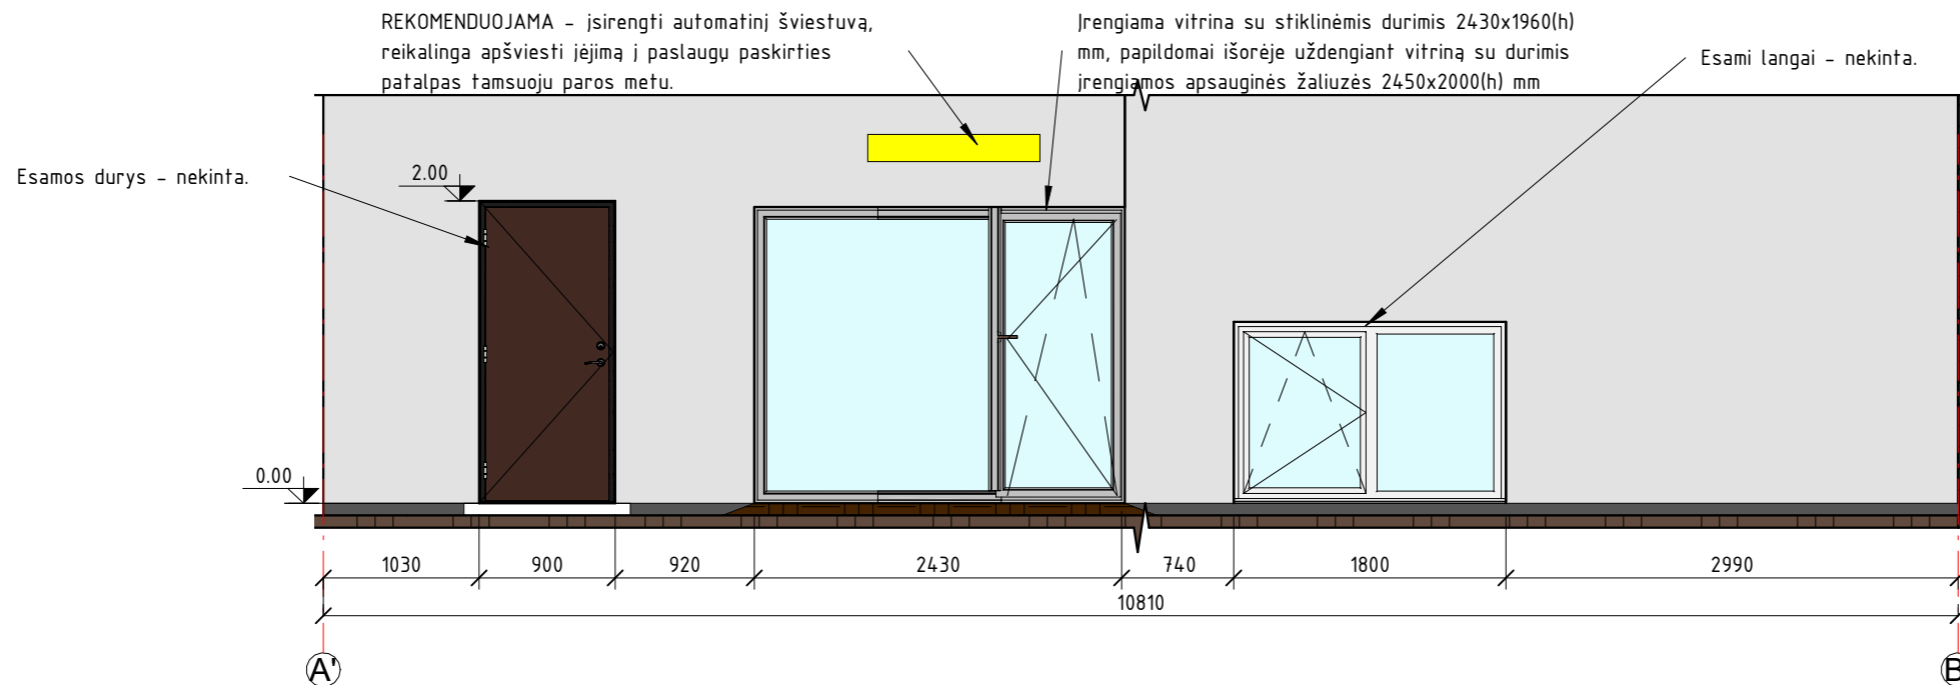 REKOMENDUOJAMA - įsirengti automatinį šviestuvą,
reikalinga apšviesti įėjimą į paslaugų paskirties
patalpas tamsuoju paros metu.
Įrengiama vitrina su stiklinėmis durimis 2430x1960(h)
mm, papildomai išorėje uždengiant vitriną su durimis
įrengiamos apsauginės žaliuzės 2450x2000(h) mm
Esami langai - nekinta.
Esamos durys - nekinta.
2.00
0.00
1030 900 920 2430 740 1800 2990
10810
A' B